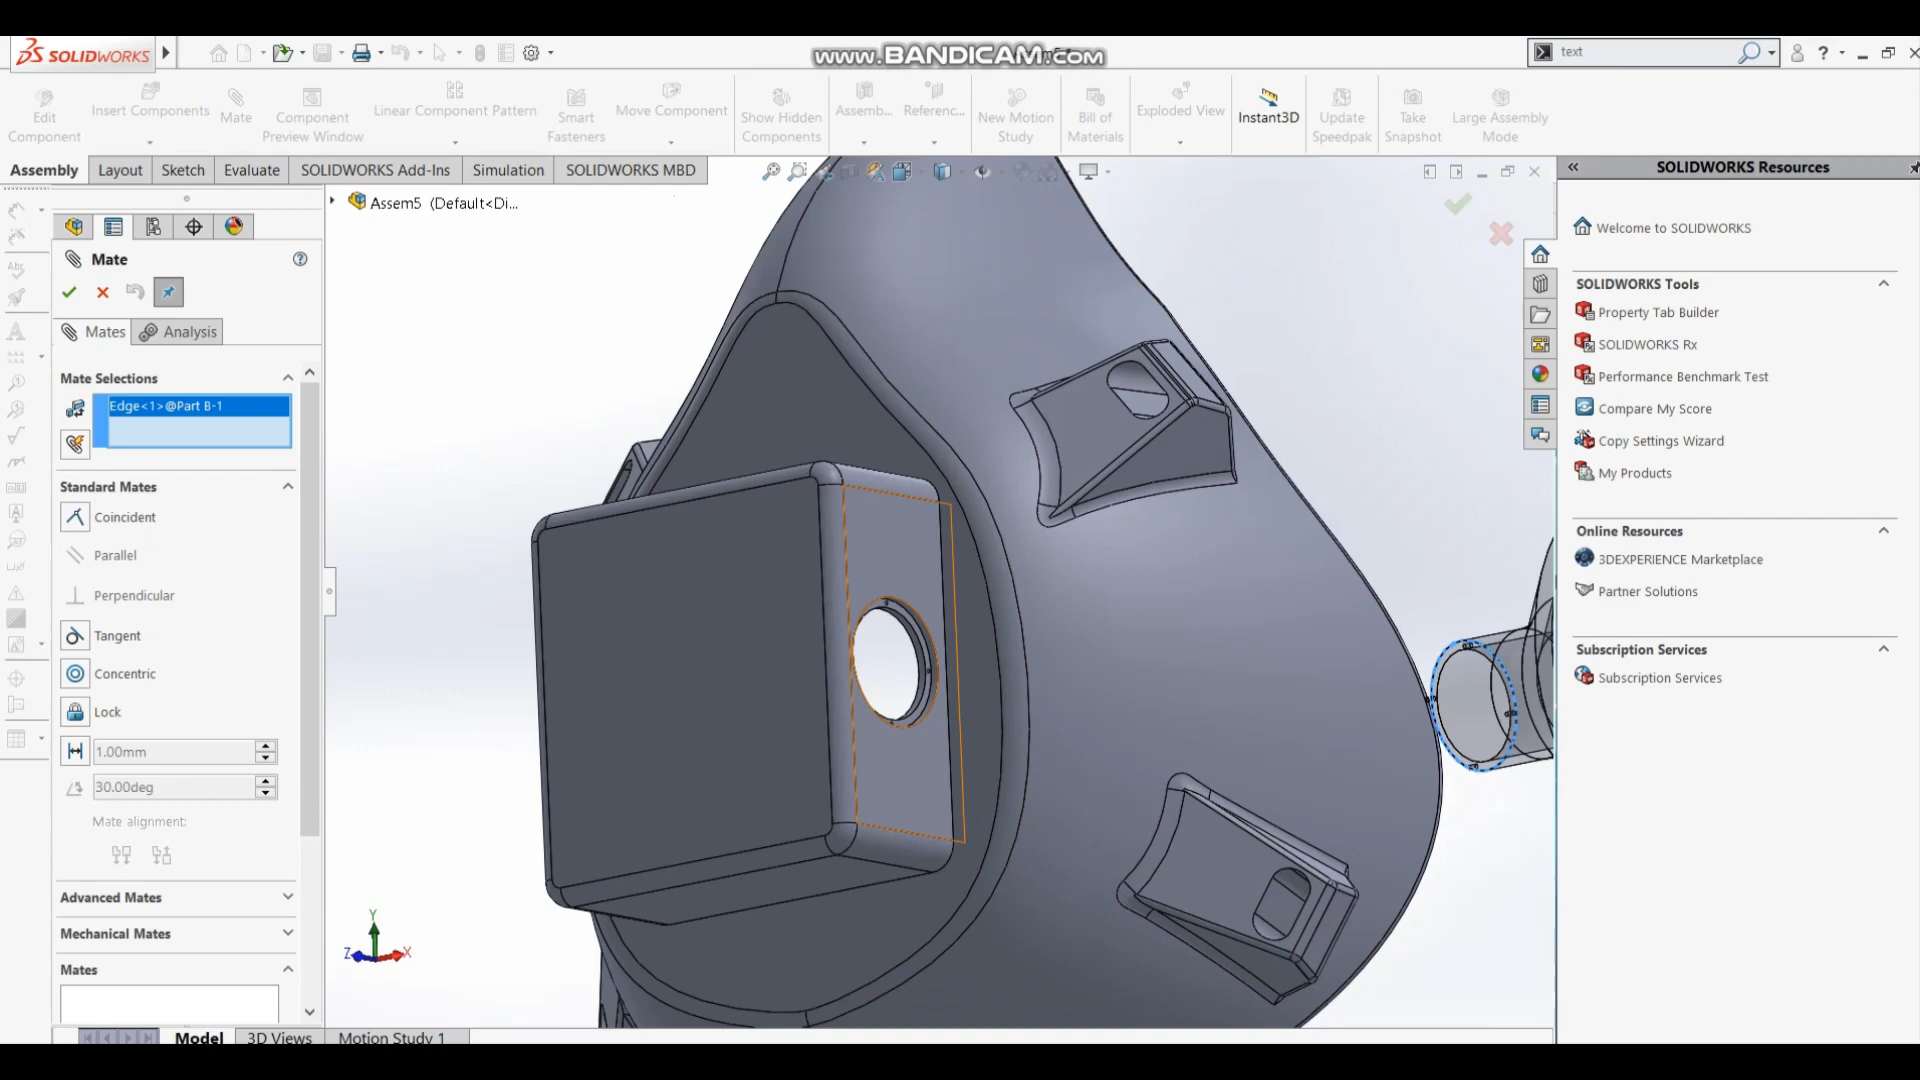 SOLIDWORKS
www.BANDICAM.com
text
Edit Component
Insert Components
Mate
Component Preview Window
Linear Component Pattern
Smart Fasteners
Move Component
Show Hidden Components
Assemb...
Referenc...
New Motion Study
Bill of Materials
Exploded View
Instant3D
Update Speedpak
Take Snapshot
Large Assembly Mode
Assembly
Layout
Sketch
Evaluate
SOLIDWORKS Add-Ins
Simulation
SOLIDWORKS MBD
Assem5 (Default<Di...
Mate
Mates
Analysis
Mate Selections
Edge<1>@Part B-1
Standard Mates
Coincident
Parallel
Perpendicular
Tangent
Concentric
Lock
1.00mm
30.00deg
Mate alignment:
Advanced Mates
Mechanical Mates
Mates
Y
Z
X
Model
3D Views
Motion Study 1
SOLIDWORKS Resources
Welcome to SOLIDWORKS
SOLIDWORKS Tools
Property Tab Builder
SOLIDWORKS Rx
Performance Benchmark Test
Compare My Score
Copy Settings Wizard
My Products
Online Resources
3DEXPERIENCE Marketplace
Partner Solutions
Subscription Services
Subscription Services